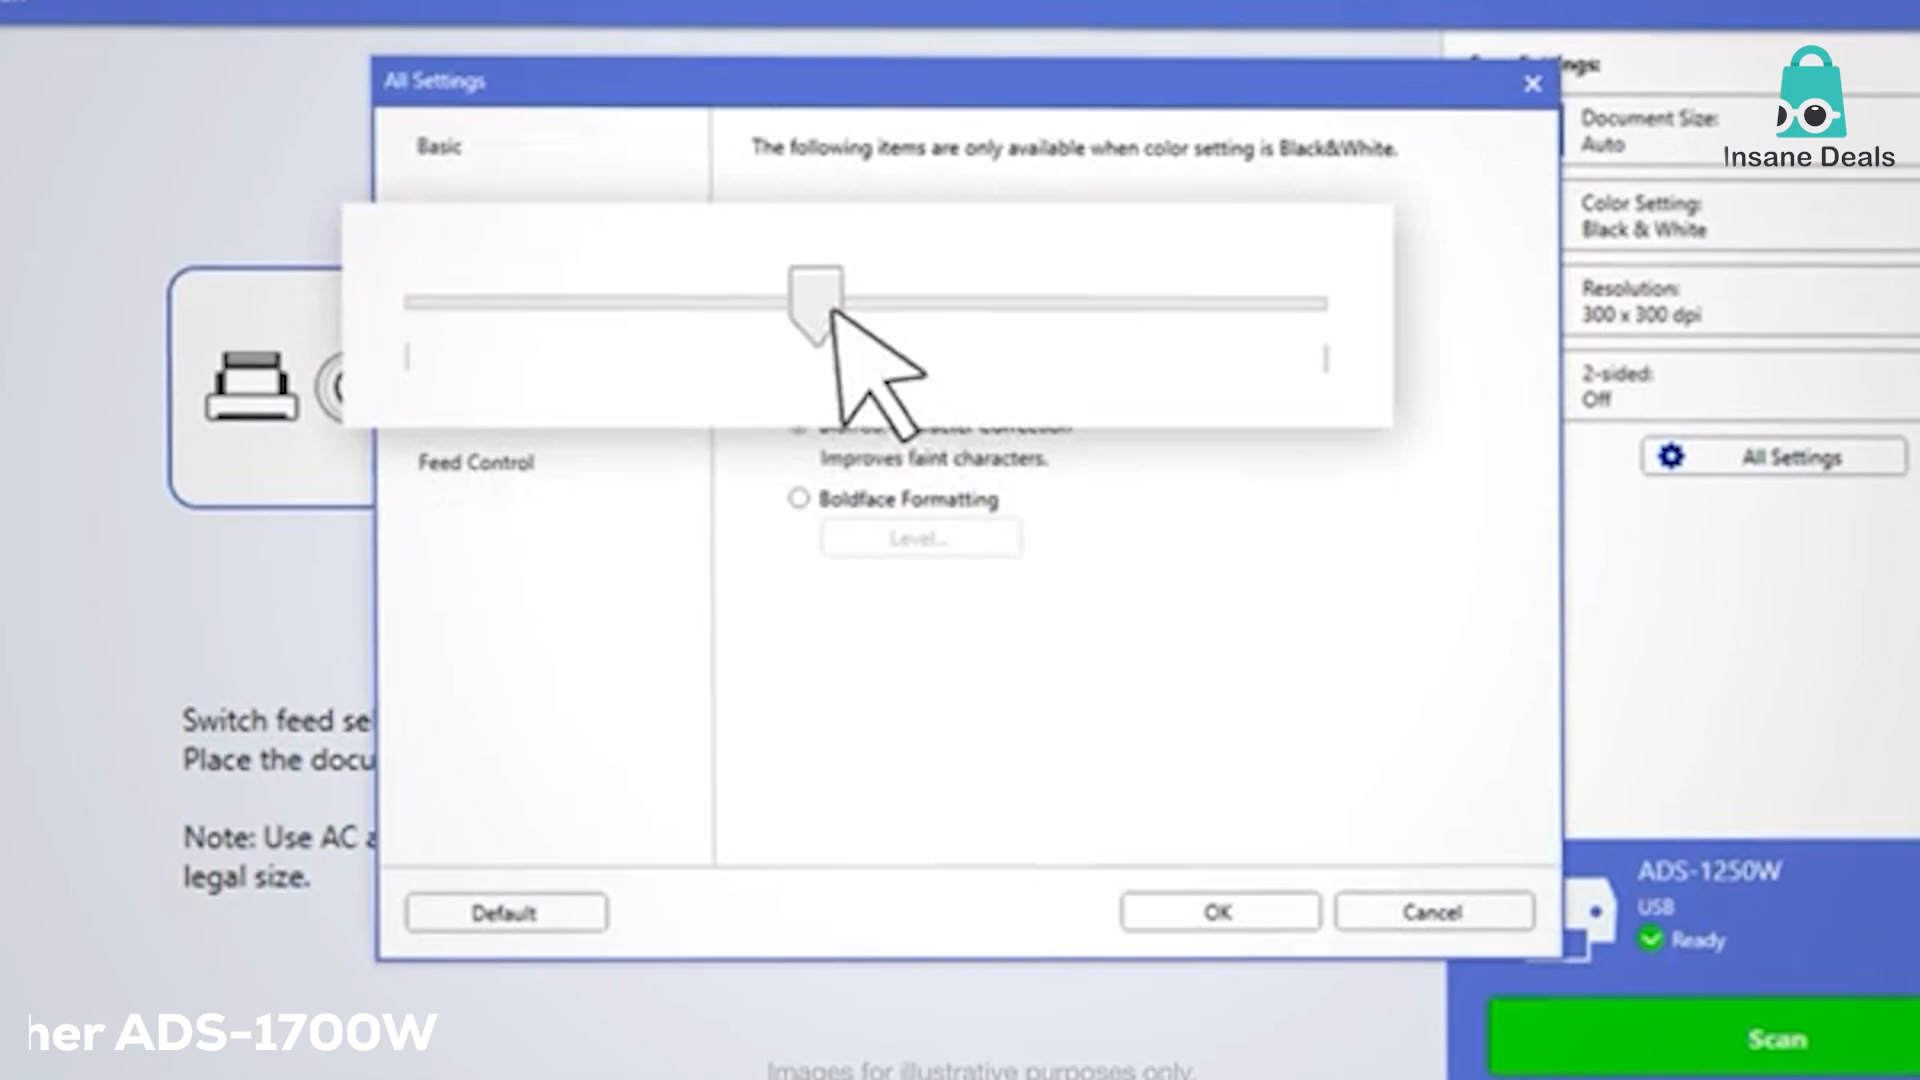 All Settings
Basic
The following items are only available when color setting is Black&White.
Improves faint characters.
Feed Control
Boldface Formatting
Level...
Default
OK
Cancel
Document Size:
Auto
Color Setting:
Black & White
Resolution:
300 x 300 dpi
2-sided:
Off
All Settings
Insane Deals
Switch feed se
Place the docu
Note: Use AC
legal size.
ADS-1250W
USB
Ready
Scan
her ADS-1700W
Images for illustrative purposes only.